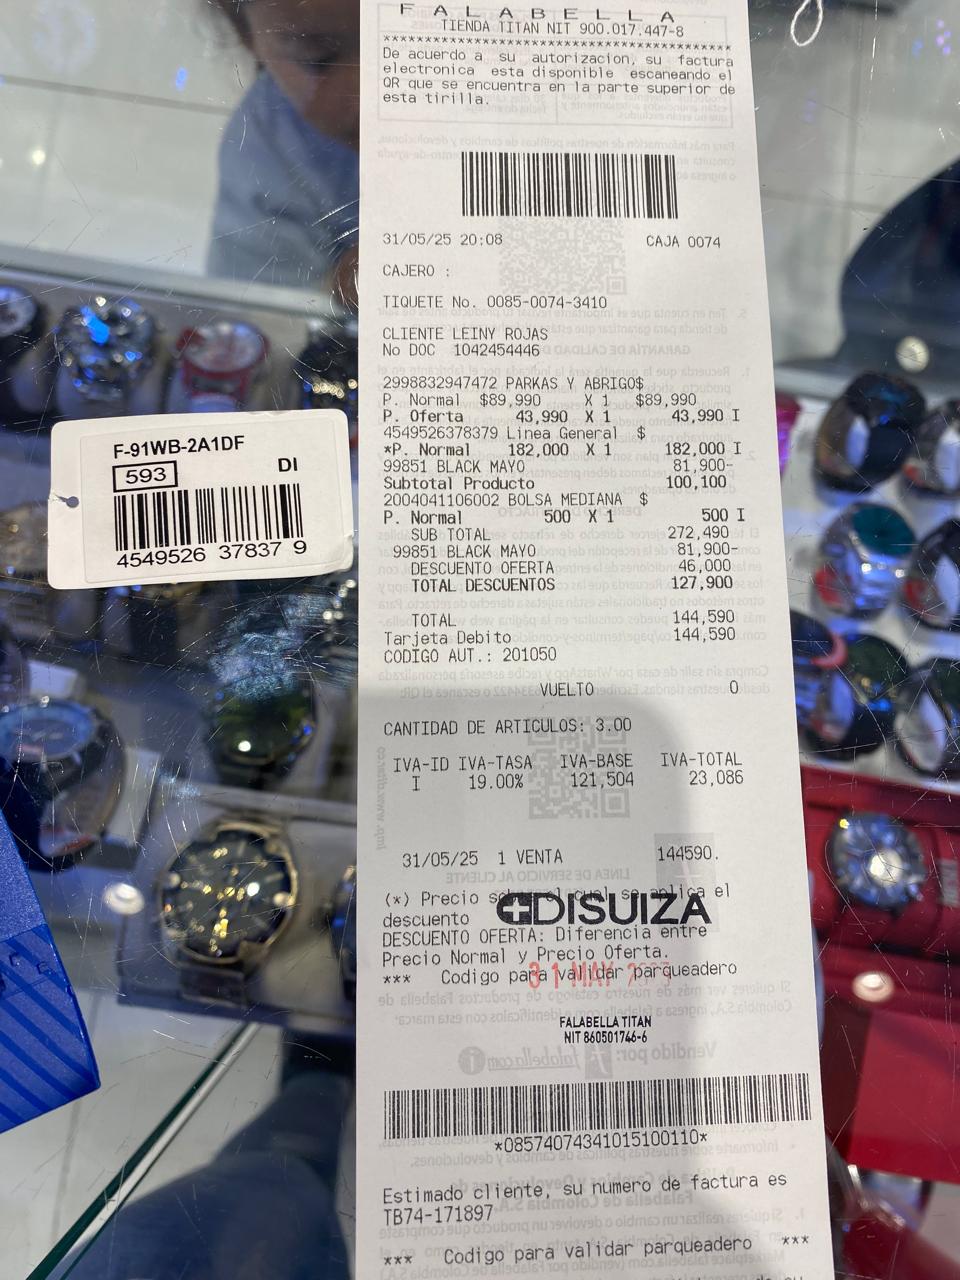 FALABELLA
TIENDA TITAN NIT 900.017.447-8
****************************************
De acuerdo a su autorizacion, su factura
electronica esta disponible escaneando el
QR que se encuentra en la parte superior de
esta tirilla.
31/05/25 20:08 CAJA 0074
CAJERO :
TIQUETE No. 0085-0074-3410
CLIENTE LEINY ROJAS
No DOC 1042454446
2998832947472 PARKAS Y ABRIGO$
P. Normal $89,990 X 1 $89,990
P. Oferta 43,990 X 1 43,990 I
4549526378379 Linea General $
*P. Normal 182,000 X 1 182,000 I
99851 BLACK MAYO 81,900-
Subtotal Producto 100,100
2004041106002 BOLSA MEDIANA $
P. Normal 500 X 1 500 I
SUB TOTAL 272,490
99851 BLACK MAYO 81,900-
DESCUENTO OFERTA 46,000
TOTAL DESCUENTOS 127,900
TOTAL 144,590
Tarjeta Debito 144,590
CODIGO AUT.: 201050
VUELTO 0
CANTIDAD DE ARTICULOS: 3.00
IVA-ID IVA-TASA IVA-BASE IVA-TOTAL
I 19.00% 121,504 23,086
31/05/25 1 VENTA 144590.
(*) Precio sobre el cual se aplica el
descuento
DISUIZA
DESCUENTO OFERTA: Diferencia entre
Precio Normal y Precio Oferta.
31 MAY
*** Codigo para validar parqueadero
FALABELLA TITAN
NIT 860501746-6
*08574074341015100110*
Estimado cliente, su numero de factura es
TB74-171897
*** Codigo para validar parqueadero ***
F-91WB-2A1DF
593 DI
4549526 37837 9